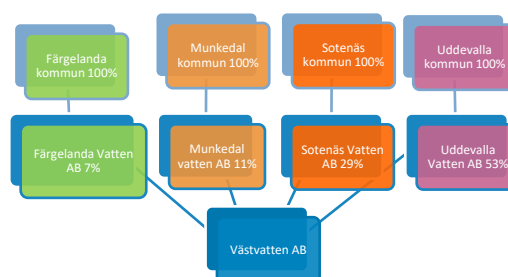 Färgelanda
kommun 100%
Munkedal
kommun 100%
Sotenäs
kommun 100%
Uddevalla
kommun 100%
Färgelanda Vatten
AB 7%
Munkedal
vatten AB 11%
Sotenäs Vatten
AB 29%
Uddevalla
Vatten AB 53%
Västvatten AB